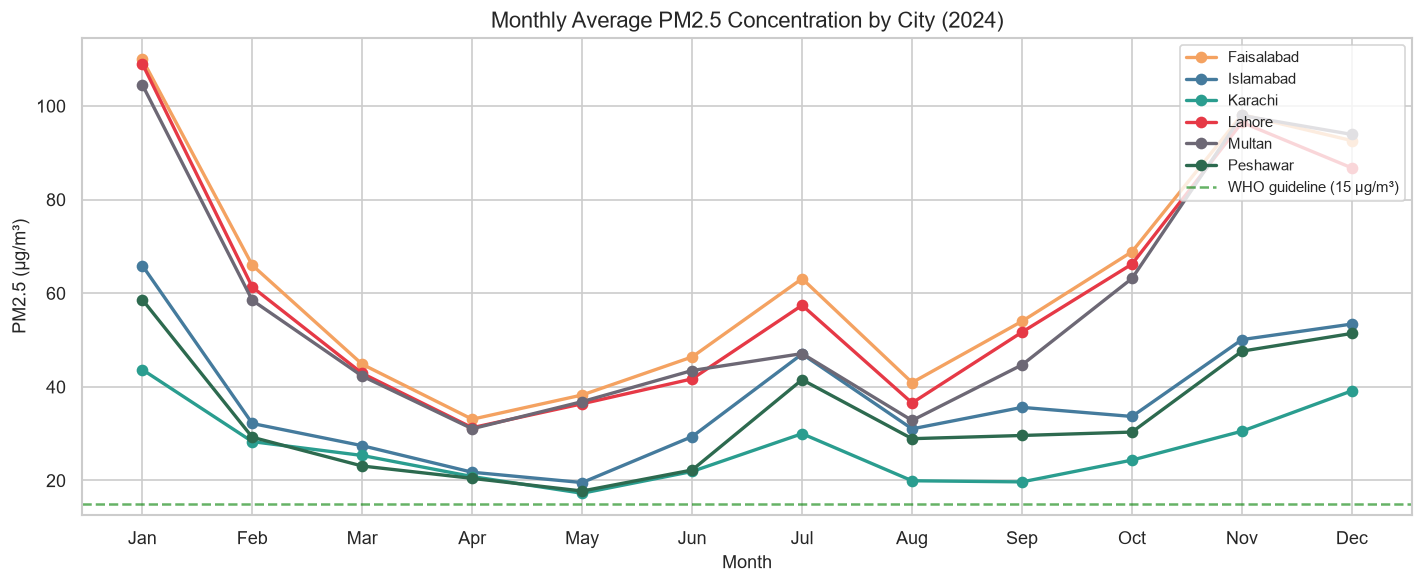 Monthly Average PM2.5 Concentration by City (2024)
PM2.5 (µg/m³)
100
80
60
40
20
Faisalabad
Islamabad
Karachi
Lahore
Multan
Peshawar
WHO guideline (15 µg/m³)
Jan Feb Mar Apr May Jun Jul Aug Sep Oct Nov Dec
Month